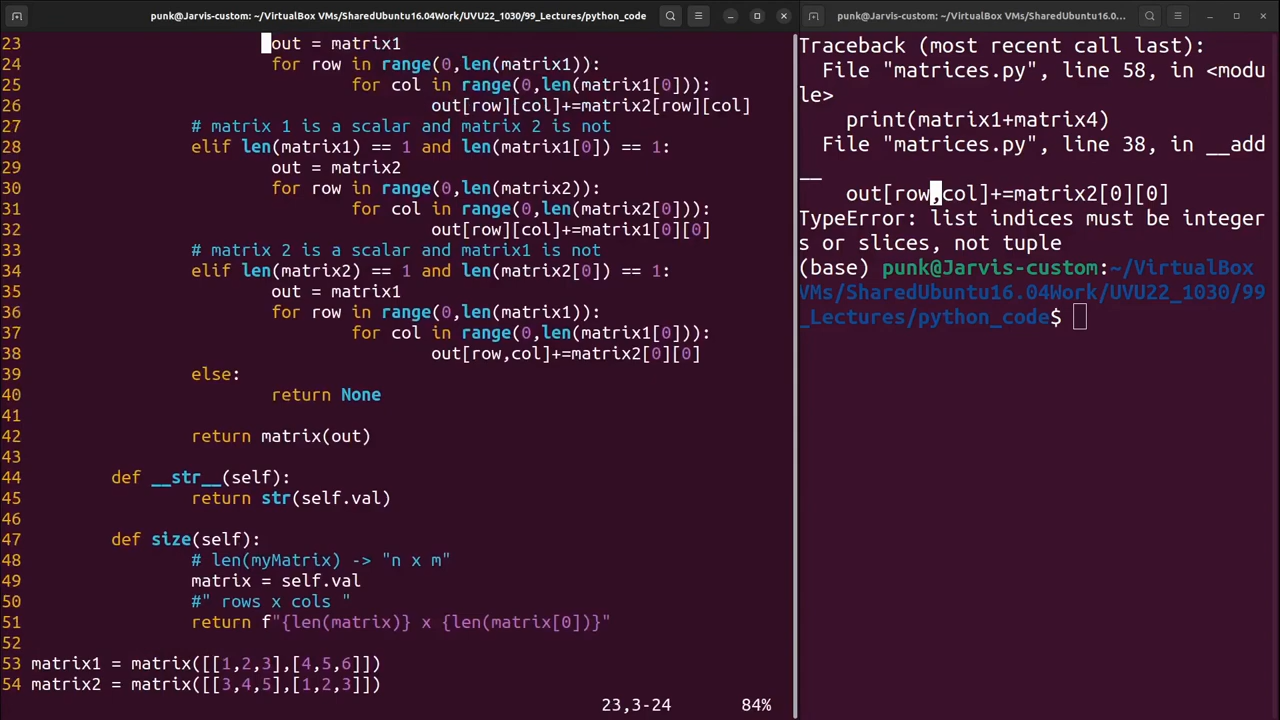 punk@Jarvis-custom: ~/VirtualBox VMs/SharedUbuntu16.04Work/UVU22_1030/99_Lectures/python_code
23 out = matrix1
24 for row in range(0,len(matrix1)):
25 for col in range(0,len(matrix1[0])):
26 out[row][col]+=matrix2[row][col]
27 # matrix 1 is a scalar and matrix 2 is not
28 elif len(matrix1) == 1 and len(matrix1[0]) == 1:
29 out = matrix2
30 for row in range(0,len(matrix2)):
31 for col in range(0,len(matrix2[0])):
32 out[row][col]+=matrix1[0][0]
33 # matrix 2 is a scalar and matrix1 is not
34 elif len(matrix2) == 1 and len(matrix2[0]) == 1:
35 out = matrix1
36 for row in range(0,len(matrix1)):
37 for col in range(0,len(matrix1[0])):
38 out[row,col]+=matrix2[0][0]
39 else:
40 return None
41
42 return matrix(out)
43
44 def __str__(self):
45 return str(self.val)
46
47 def size(self):
48 # len(myMatrix) -> "n x m"
49 matrix = self.val
50 #" rows x cols "
51 return f"{len(matrix)} x {len(matrix[0])}"
52
53 matrix1 = matrix([[1,2,3],[4,5,6]])
54 matrix2 = matrix([[3,4,5],[1,2,3]])
23,3-24 84%
punk@Jarvis-custom: ~/VirtualBox VMs/SharedUbuntu16.0...
Traceback (most recent call last):
File "matrices.py", line 58, in <modu
le>
print(matrix1+matrix4)
File "matrices.py", line 38, in __add
__
out[row,col]+=matrix2[0][0]
TypeError: list indices must be integer
s or slices, not tuple
(base) punk@Jarvis-custom:~/VirtualBox
VMs/SharedUbuntu16.04Work/UVU22_1030/99
_Lectures/python_code$